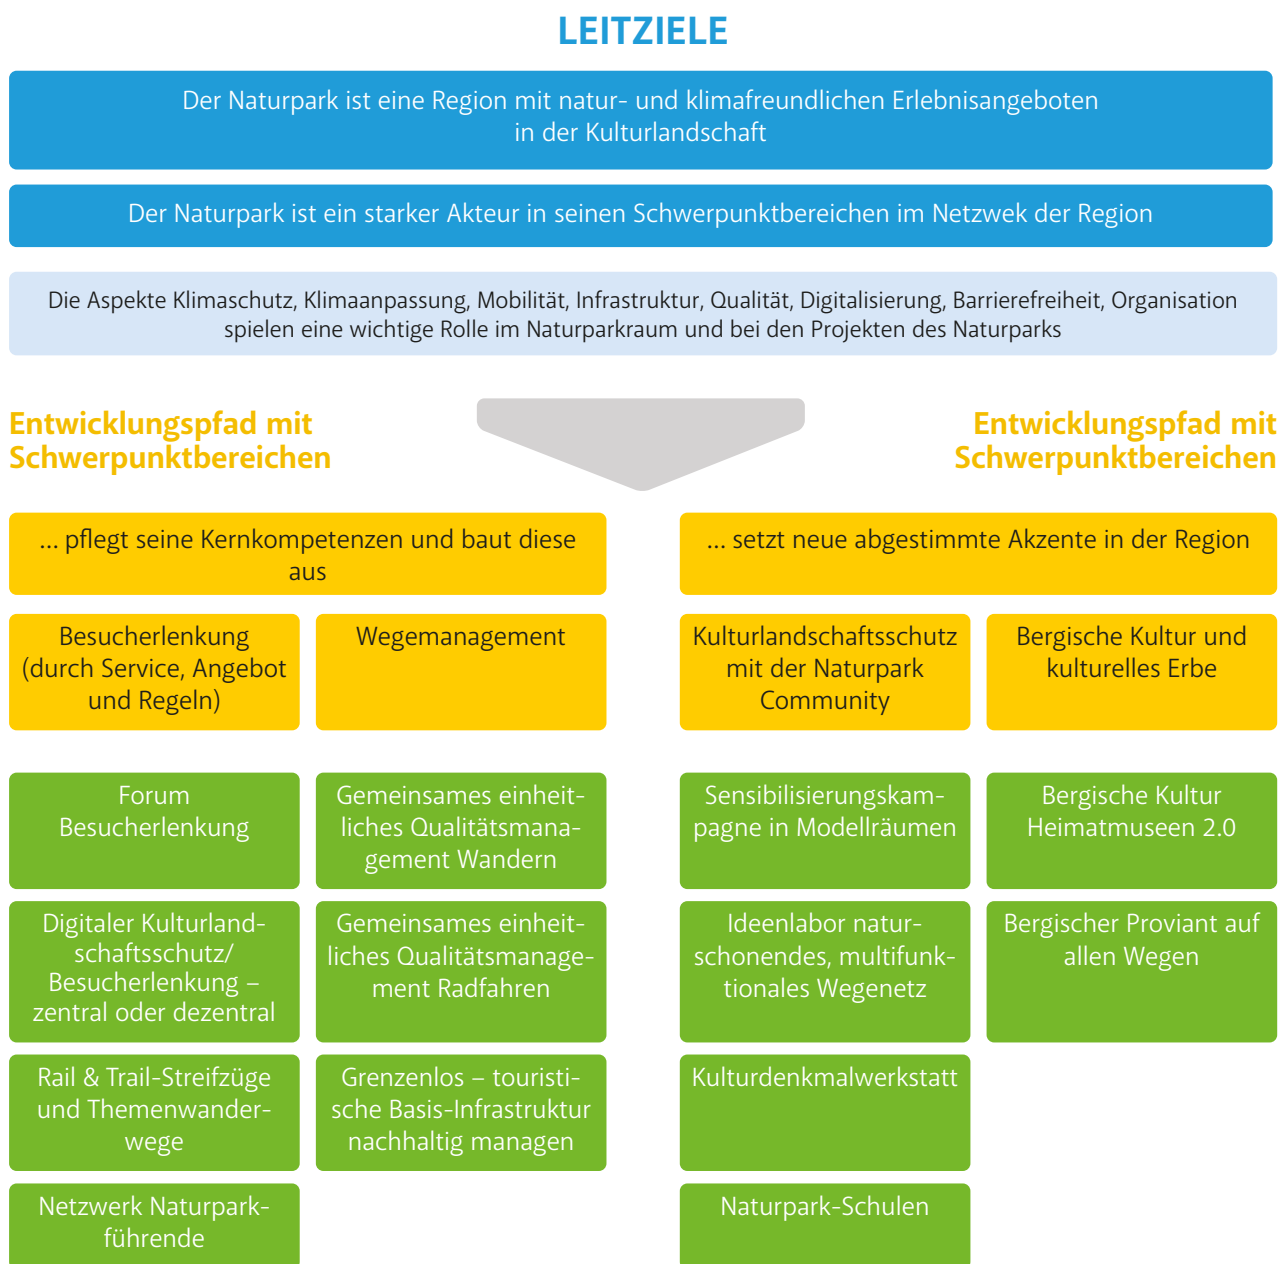 LEITZIELE
Der Naturpark ist eine Region mit natur- und klimafreundlichen Erlebnisangeboten
in der Kulturlandschaft
Der Naturpark ist ein starker Akteur in seinen Schwerpunktbereichen im Netzwek der Region
Die Aspekte Klimaschutz, Klimaanpassung, Mobilität, Infrastruktur, Qualität, Digitalisierung, Barrierefreiheit, Organisation
spielen eine wichtige Rolle im Naturparkraum und bei den Projekten des Naturparks
Entwicklungspfad mit
Schwerpunktbereichen
Entwicklungspfad mit
Schwerpunktbereichen
... pflegt seine Kernkompetenzen und baut diese
aus
... setzt neue abgestimmte Akzente in der Region
Besucherlenkung
(durch Service, Angebot
und Regeln)
Wegemanagement
Kulturlandschaftsschutz
mit der Naturpark
Community
Bergische Kultur und
kulturelles Erbe
Forum
Besucherlenkung
Gemeinsames einheit-
liches Qualitätsmana-
gement Wandern
Sensibilisierungskam-
pagne in Modellräumen
Bergische Kultur
Heimatmuseen 2.0
Digitaler Kulturland-
schaftsschutz/
Besucherlenkung –
zentral oder dezentral
Gemeinsames einheit-
liches Qualitätsmanage-
ment Radfahren
Ideenlabor natur-
schonendes, multifunk-
tionales Wegenetz
Bergischer Proviant auf
allen Wegen
Rail & Trail-Streifzüge
und Themenwander-
wege
Grenzenlos – touristi-
sche Basis-Infrastruktur
nachhaltig managen
Kulturdenkmalwerkstatt
Netzwerk Naturpark-
führende
Naturpark-Schulen